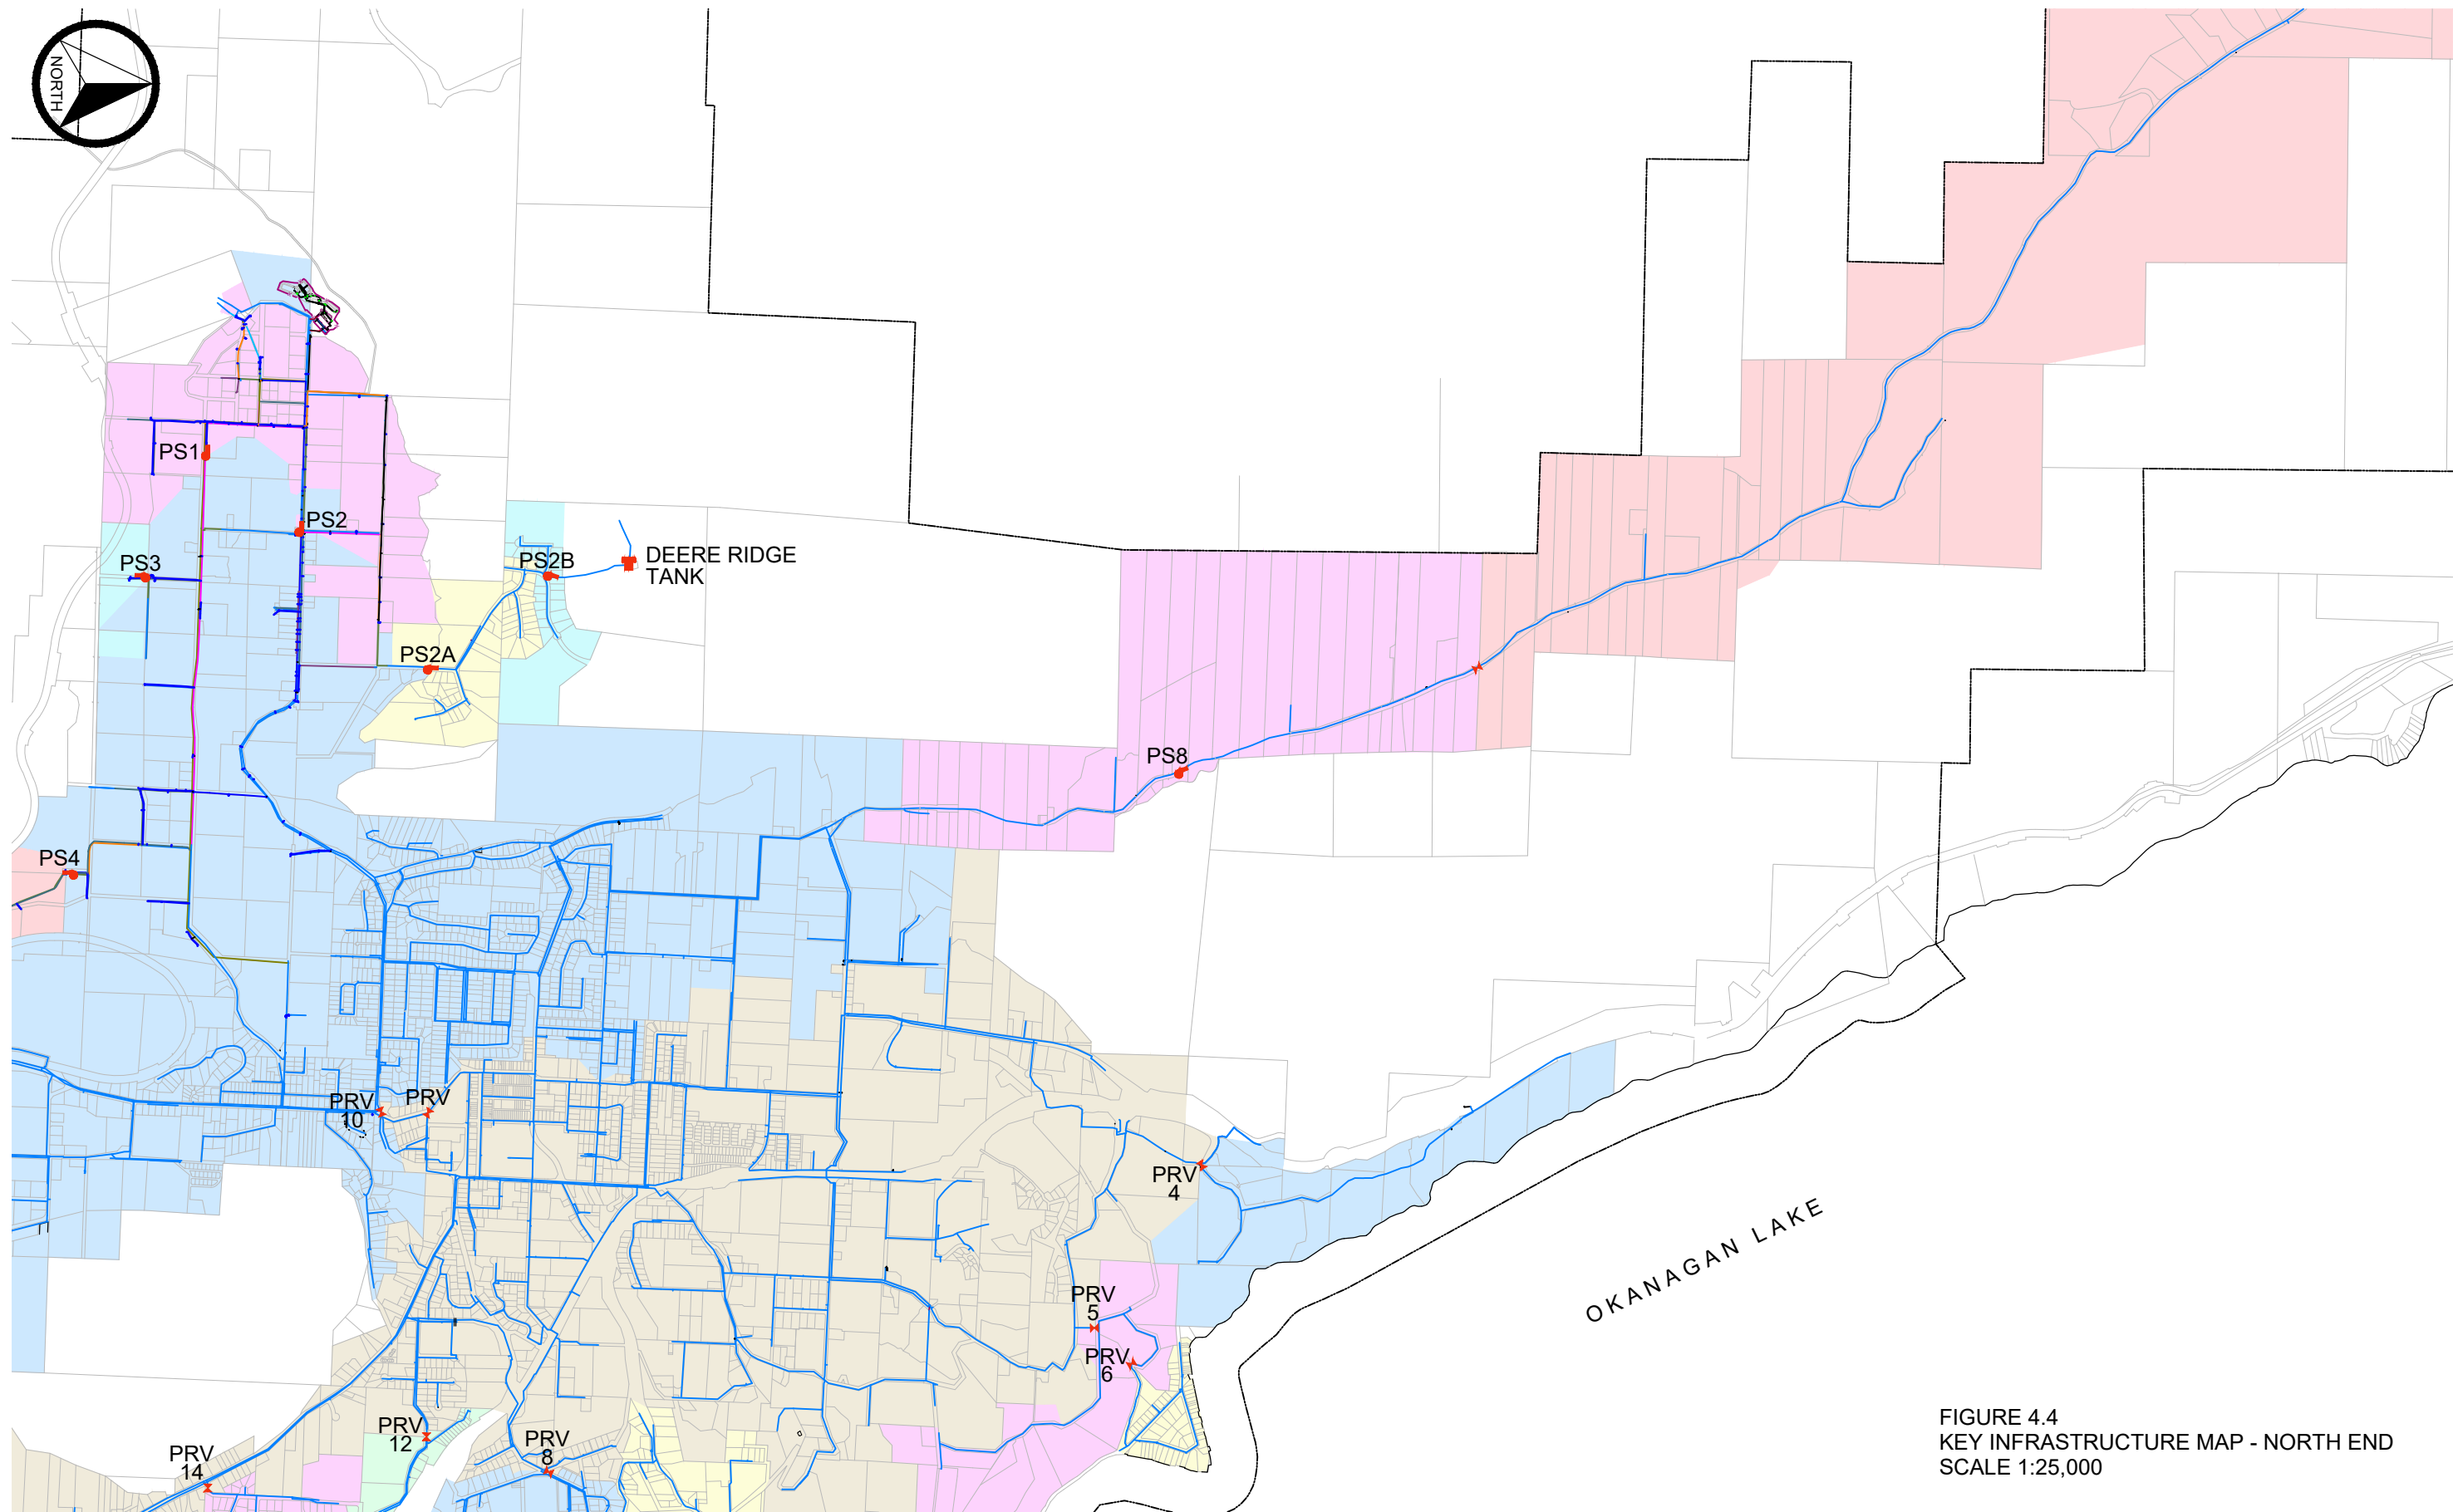 NORTH
PS1
PS2
PS3
PS2B
DEERE RIDGE
TANK
PS2A
PS8
PS4
PRV
10
PRV
PRV
4
PRV
5
PRV
6
OKANAGAN LAKE
PRV
12
PRV
8
PRV
14
FIGURE 4.4
KEY INFRASTRUCTURE MAP - NORTH END
SCALE 1:25,000